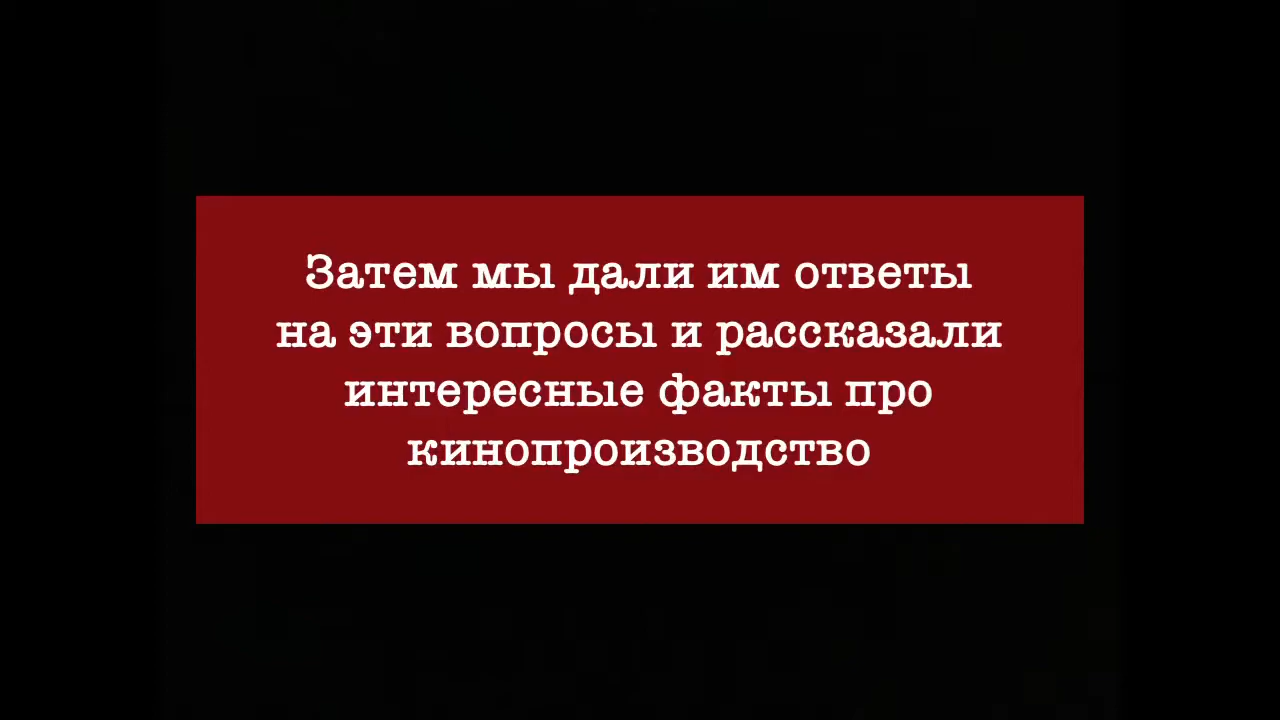 Затем мы дали им ответы
на эти вопросы и рассказали
интересные факты про
кинопроизводство